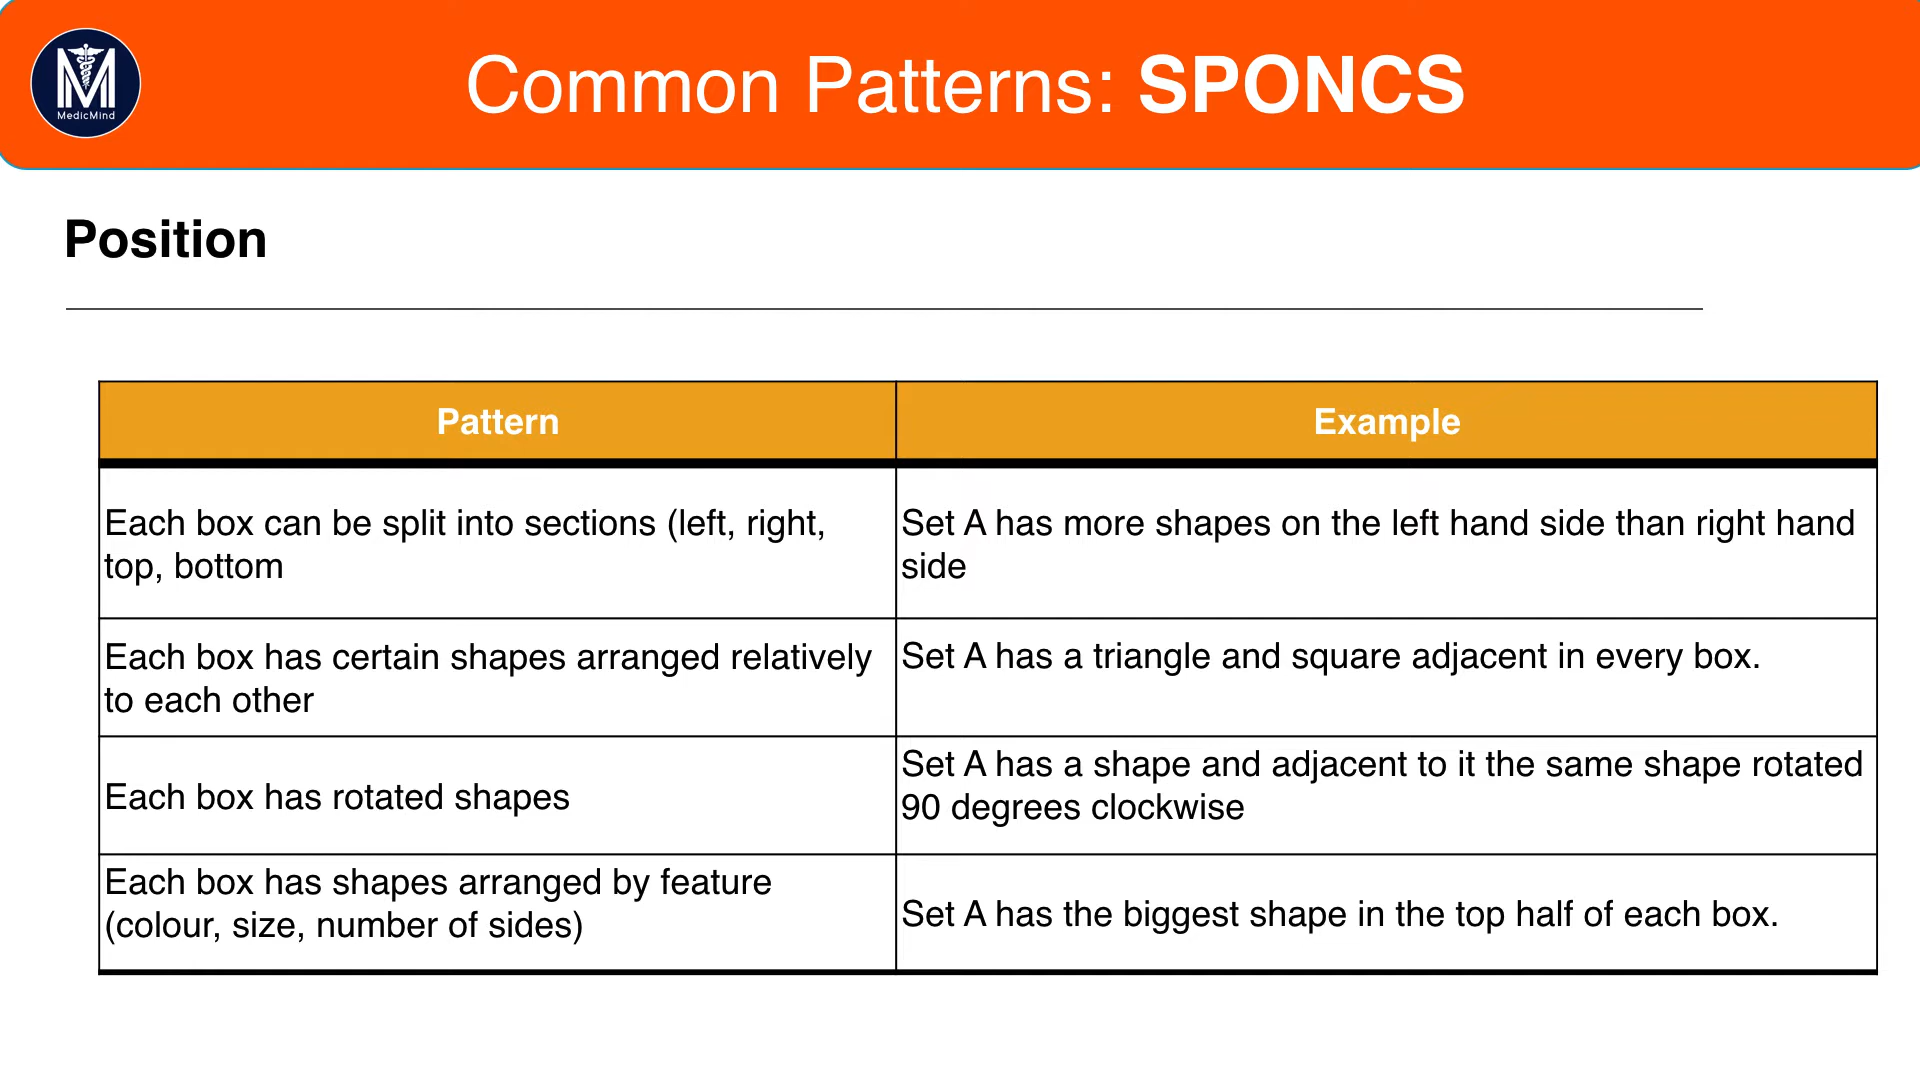 MedicMind
Common Patterns: SPONCS
Position
Pattern
Example
Each box can be split into sections (left, right,
top, bottom
Set A has more shapes on the left hand side than right hand
side
Each box has certain shapes arranged relatively
to each other
Set A has a triangle and square adjacent in every box.
Each box has rotated shapes
Set A has a shape and adjacent to it the same shape rotated
90 degrees clockwise
Each box has shapes arranged by feature
(colour, size, number of sides)
Set A has the biggest shape in the top half of each box.